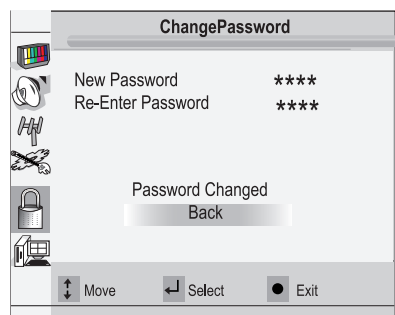 ChangePassword
New Password ****
Re-Enter Password ****
Password Changed
Back
Move Select Exit